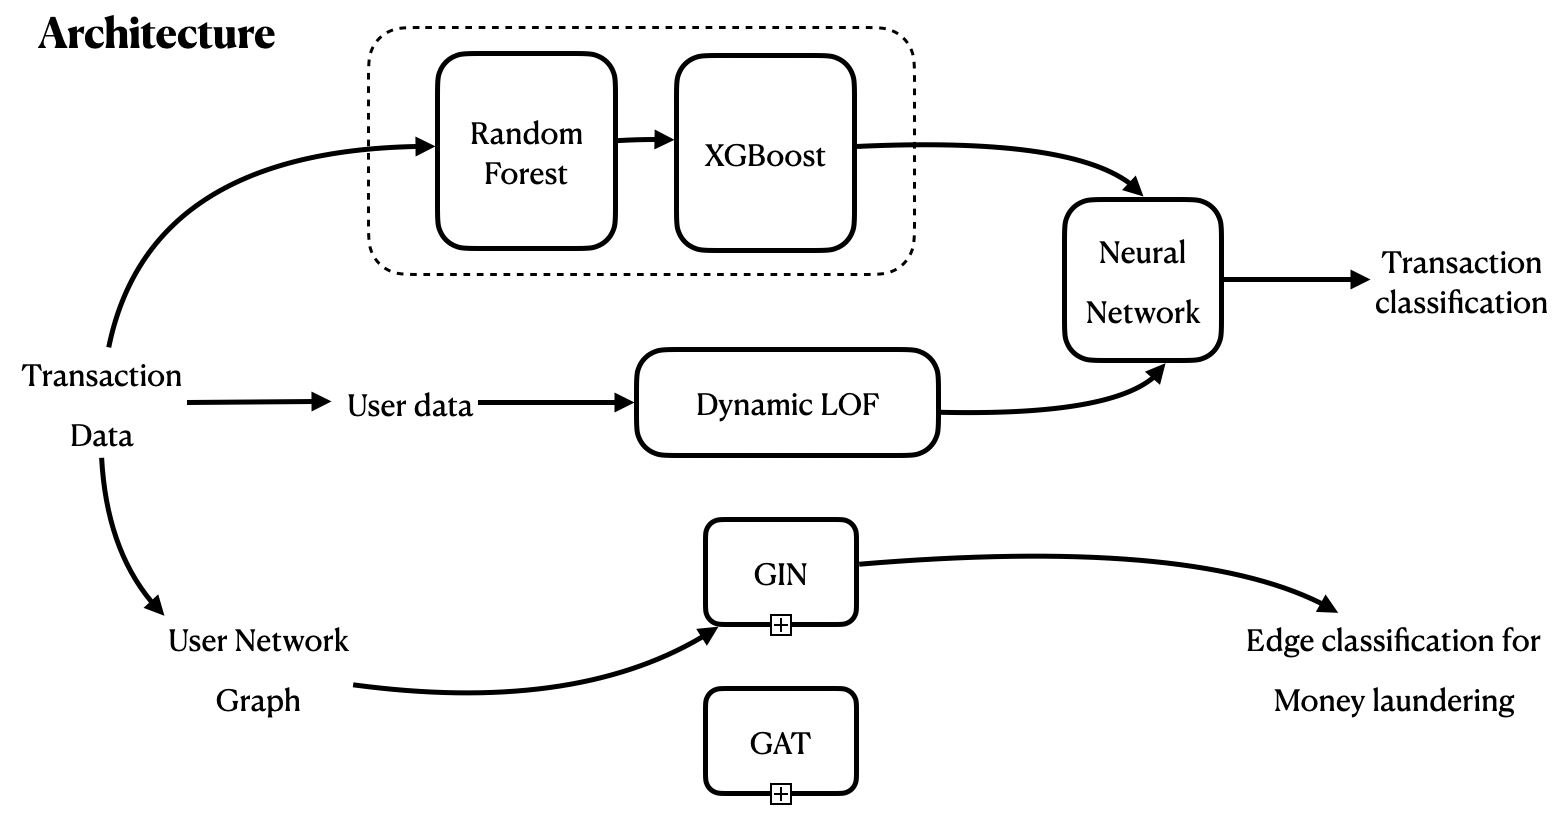 Architecture
Random
Forest
XGBoost
Neural
Network
Transaction
classification
Transaction
Data
User data
Dynamic LOF
GIN
User Network
Graph
Edge classification for
Money laundering
GAT